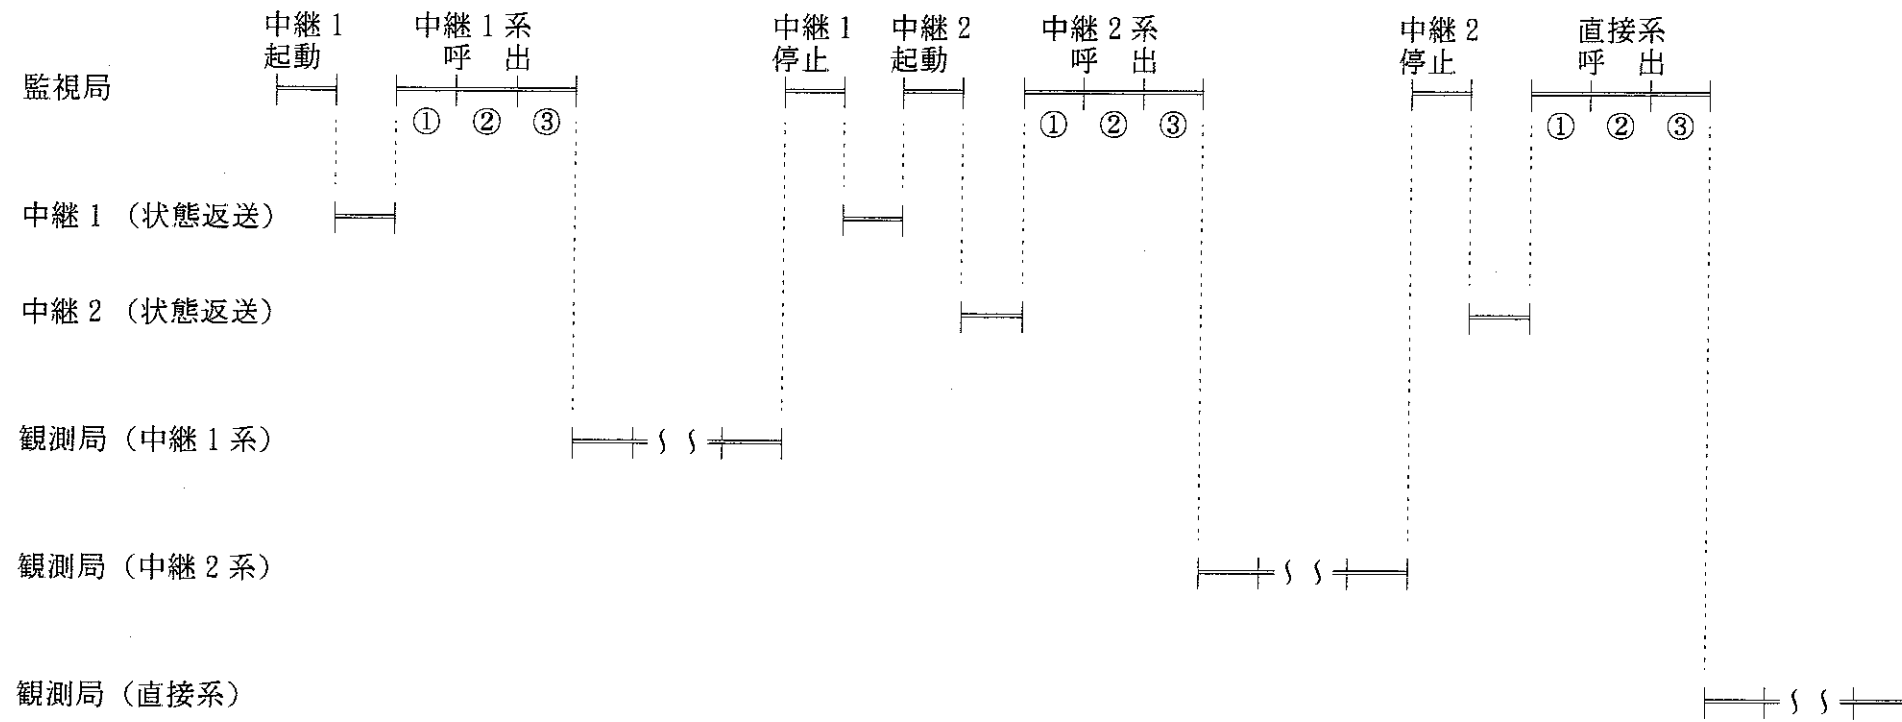 中継1
起動
中継1系
呼出
中継1
停止
中継2
起動
中継2系
呼出
中継2
停止
直接系
呼出
監視局
① ② ③
① ② ③
① ② ③
中継1（状態返送）
中継2（状態返送）
観測局（中継1系）
観測局（中継2系）
観測局（直接系）